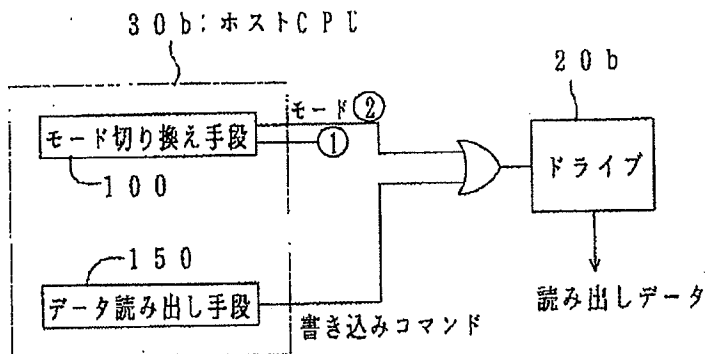 30b:ホストCPU
20b
モード②
モード切り換え手段
①
100
ドライブ
150
データ読み出し手段
読み出しデータ
書き込みコマンド